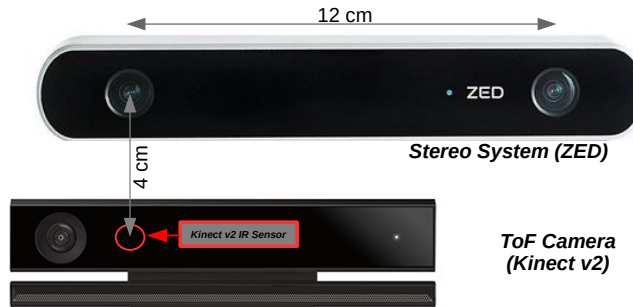 12 cm
ZED
Stereo System (ZED)
4 cm
Kinect v2 IR Sensor
ToF Camera
(Kinect v2)